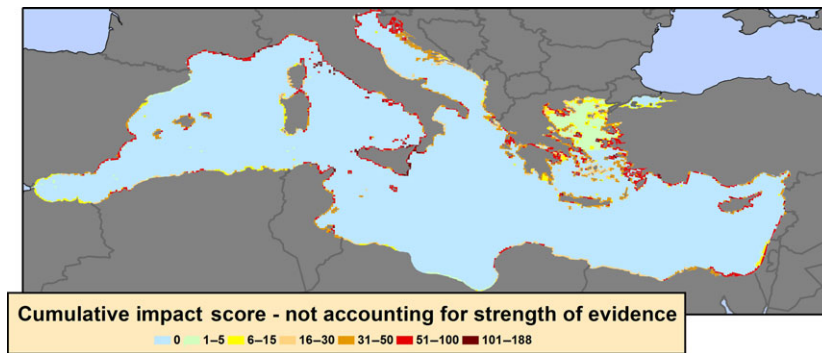 Cumulative impact score - not accounting for strength of evidence
0 1–5 6–15 16–30 31–50 51–100 101–188